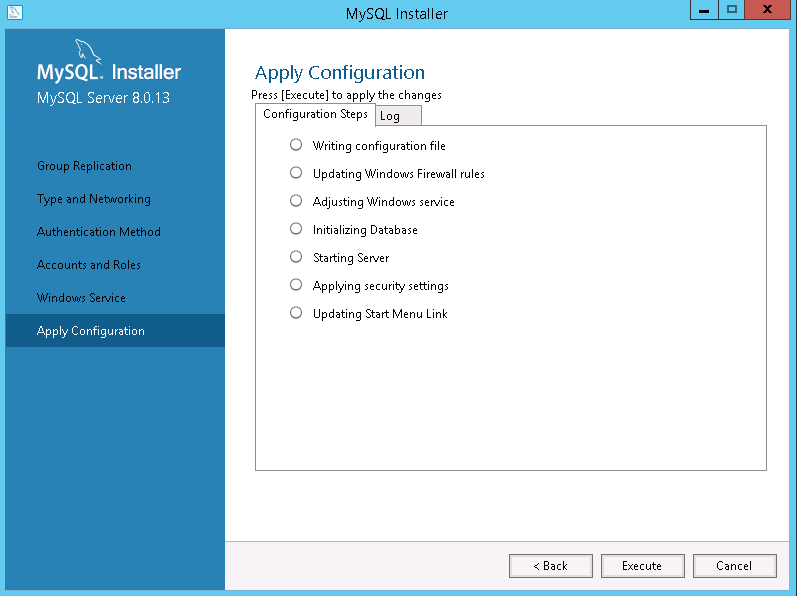 MySQL Installer
MySQL. Installer
MySQL Server 8.0.13
Group Replication
Type and Networking
Authentication Method
Accounts and Roles
Windows Service
Apply Configuration
Apply Configuration
Press [Execute] to apply the changes
Configuration Steps
Log
Writing configuration file
Updating Windows Firewall rules
Adjusting Windows service
Initializing Database
Starting Server
Applying security settings
Updating Start Menu Link
< Back
Execute
Cancel